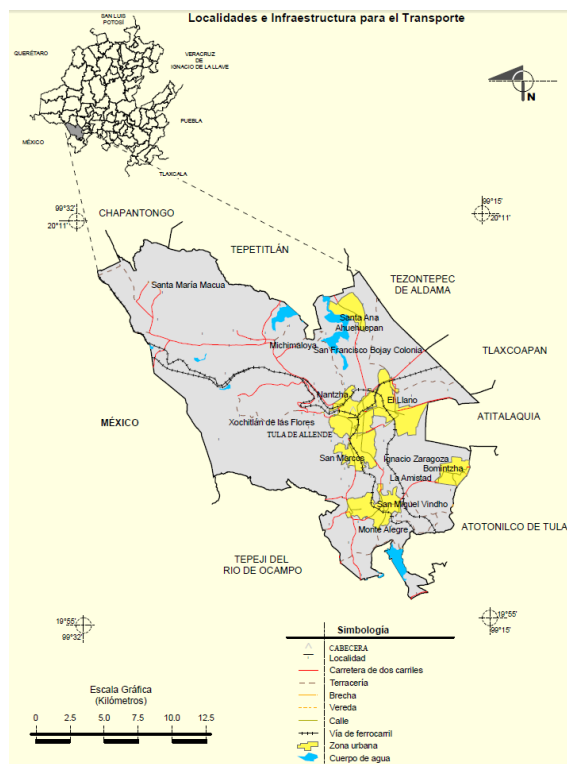 Localidades e Infraestructura para el Transporte
SAN LUIS
POTOSÍ
QUERÉTARO
VERACRUZ
DE
IGNACIO DE LA LLAVE
N
PUEBLA
MÉXICO
TLAXCALA
99°32'
20°11'
99°15'
20°11'
CHAPANTONGO
TEPETITLÁN
TEZONTEPEC
DE ALDAMA
Santa María Macua
Santa Ana
Ahuehuepan
Michimaloya
San Francisco Bojay Colonia
TLAXCOAPAN
Nantzha
El Llano
MÉXICO
Xochitlán de las Flores
ATITALAQUIA
TULA DE ALLENDE
San Marcos
Ignacio Zaragoza
Bomintzha
La Amistad
San Miguel Vindho
Monte Alegre
ATOTONILCO DE TULA
TEPEJI DEL
RIO DE OCAMPO
19°55'
99°32'
19°55'
99°15'
Simbología
CABECERA
Localidad
Carretera de dos carriles
Terracería
Brecha
Vereda
Calle
Vía de ferrocarril
Zona urbana
Cuerpo de agua
Escala Gráfica
(Kilómetros)
0 2.5 5.0 7.5 10.0 12.5